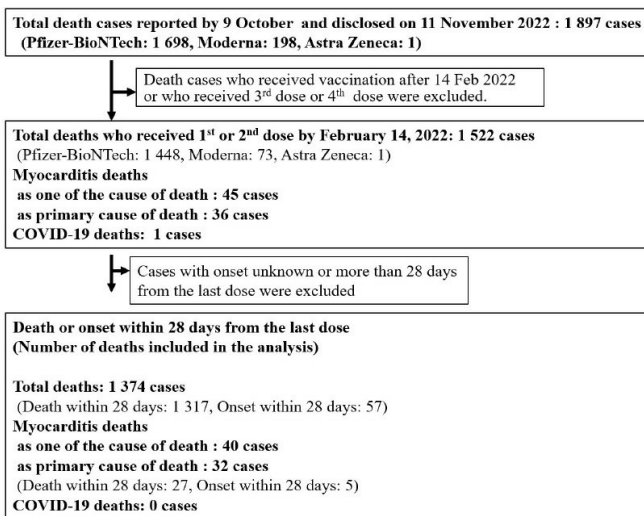 Total death cases reported by 9 October and disclosed on 11 November 2022 : 1 897 cases
(Pfizer-BioNTech: 1 698, Moderna: 198, Astra Zeneca: 1)
Death cases who received vaccination after 14 Feb 2022
or who received 3rd dose or 4th dose were excluded.
Total deaths who received 1st or 2nd dose by February 14, 2022: 1 522 cases
(Pfizer-BioNTech: 1 448, Moderna: 73, Astra Zeneca: 1)
Myocarditis deaths
as one of the cause of death : 45 cases
as primary cause of death : 36 cases
COVID-19 deaths: 1 cases
Cases with onset unknown or more than 28 days
from the last dose were excluded
Death or onset within 28 days from the last dose
(Number of deaths included in the analysis)
Total deaths: 1 374 cases
(Death within 28 days: 1 317, Onset within 28 days: 57)
Myocarditis deaths
as one of the cause of death : 40 cases
as primary cause of death : 32 cases
(Death within 28 days: 27, Onset within 28 days: 5)
COVID-19 deaths: 0 cases